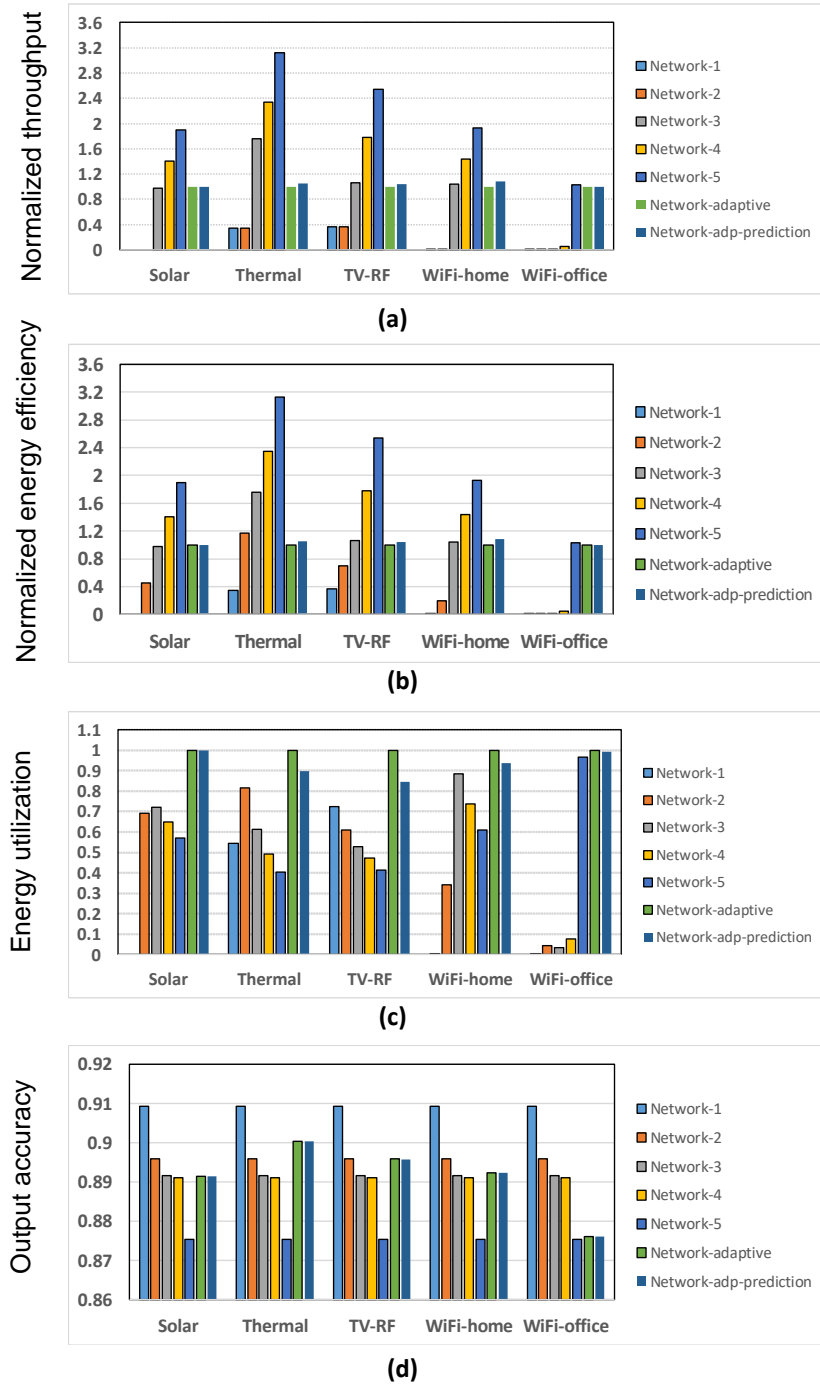 Normalized throughput
3.6
3.2
2.8
2.4
2
1.6
1.2
0.8
0.4
0
Solar Thermal TV-RF WiFi-home WiFi-office
Network-1
Network-2
Network-3
Network-4
Network-5
Network-adaptive
Network-adp-prediction
(a)
Normalized energy efficiency
3.6
3.2
2.8
2.4
2
1.6
1.2
0.8
0.4
0
Solar Thermal TV-RF WiFi-home WiFi-office
Network-1
Network-2
Network-3
Network-4
Network-5
Network-adaptive
Network-adp-prediction
(b)
Energy utilization
1.1
1
0.9
0.8
0.7
0.6
0.5
0.4
0.3
0.2
0.1
0
Solar Thermal TV-RF WiFi-home WiFi-office
Network-1
Network-2
Network-3
Network-4
Network-5
Network-adaptive
Network-adp-prediction
(c)
Output accuracy
0.92
0.91
0.9
0.89
0.88
0.87
0.86
Solar Thermal TV-RF WiFi-home WiFi-office
Network-1
Network-2
Network-3
Network-4
Network-5
Network-adaptive
Network-adp-prediction
(d)